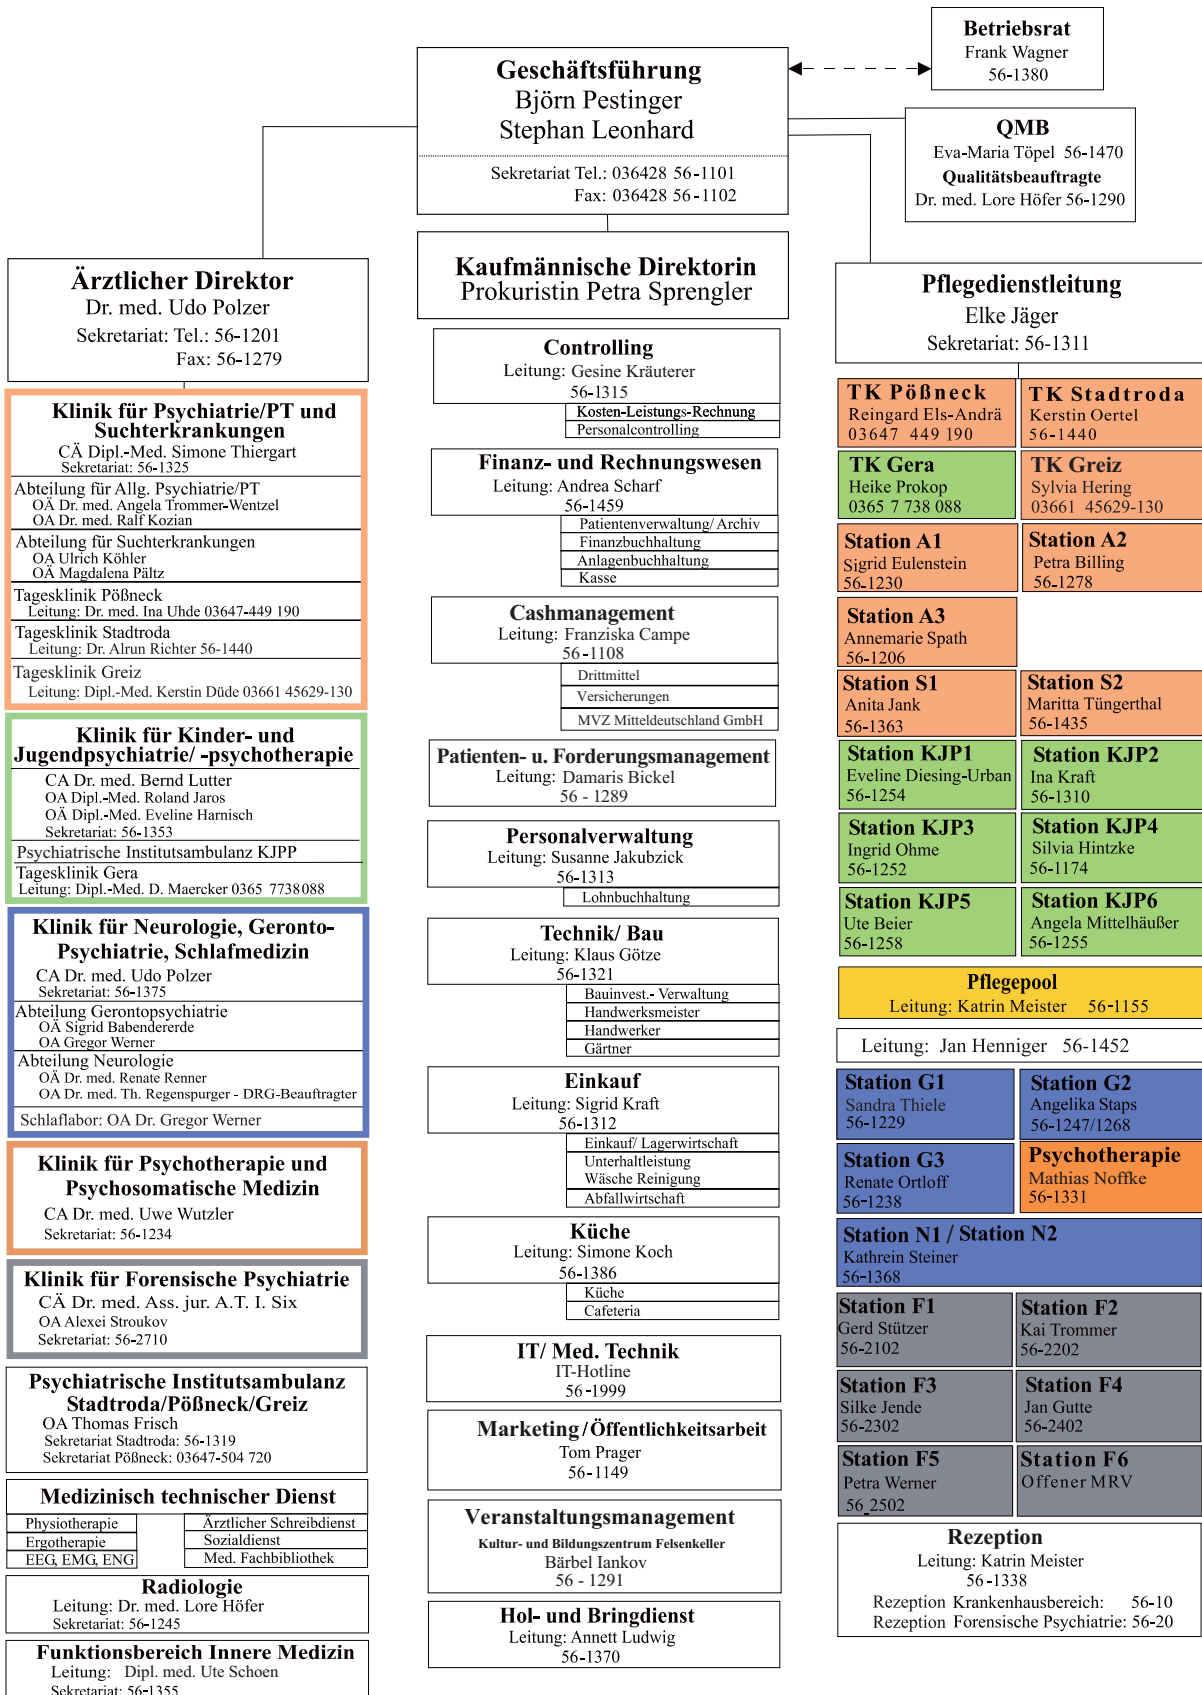 Betriebsrat
Frank Wagner
56-1380
Geschäftsführung
Björn Pestinger
Stephan Leonhard
Sekretariat Tel.: 036428 56-1101
Fax: 036428 56-1102
QMB
Eva-Maria Töpel 56-1470
Qualitätsbeauftragte
Dr. med. Lore Höfer 56-1290
Ärztlicher Direktor
Dr. med. Udo Polzer
Sekretariat: Tel.: 56-1201
Fax: 56-1279
Klinik für Psychiatrie/PT und
Suchterkrankungen
CÄ Dipl.-Med. Simone Thiergart
Sekretariat: 56-1325
Abteilung für Allg. Psychiatrie/PT
OÄ Dr. med. Angela Trommer-Wentzel
OA Dr. med. Ralf Kozian
Abteilung für Suchterkrankungen
OA Ulrich Köhler
OÄ Magdalena Pältz
Tagesklinik Pößneck
Leitung: Dr. med. Ina Uhde 03647-449 190
Tagesklinik Stadtroda
Leitung: Dr. Alrun Richter 56-1440
Tagesklinik Greiz
Leitung: Dipl.-Med. Kerstin Düde 03661 45629-130
Klinik für Kinder- und
Jugendpsychiatrie/ -psychotherapie
CA Dr. med. Bernd Lutter
OA Dipl.-Med. Roland Jaros
OÄ Dipl.-Med. Eveline Harnisch
Sekretariat: 56-1353
Psychiatrische Institutsambulanz KJPP
Tagesklinik Gera
Leitung: Dipl.-Med. D. Maercker 0365 7738088
Klinik für Neurologie, Geronto-
Psychiatrie, Schlafmedizin
CA Dr. med. Udo Polzer
Sekretariat: 56-1375
Abteilung Gerontopsychiatrie
OÄ Sigrid Babendererde
OA Gregor Werner
Abteilung Neurologie
OÄ Dr. med. Renate Renner
OA Dr. med. Th. Regenspurger - DRG-Beauftragter
Schlaflabor: OA Dr. Gregor Werner
Klinik für Psychotherapie und
Psychosomatische Medizin
CA Dr. med. Uwe Wutzler
Sekretariat: 56-1234
Klinik für Forensische Psychiatrie
CÄ Dr. med. Ass. jur. A.T. I. Six
OA Alexei Stroukov
Sekretariat: 56-2710
Psychiatrische Institutsambulanz
Stadtroda/Pößneck/Greiz
OA Thomas Frisch
Sekretariat Stadtroda: 56-1319
Sekretariat Pößneck: 03647-504 720
Medizinisch technischer Dienst
Physiotherapie
Ergotherapie
EEG, EMG, ENG
Ärztlicher Schreibdienst
Sozialdienst
Med. Fachbibliothek
Radiologie
Leitung: Dr. med. Lore Höfer
Sekretariat: 56-1245
Funktionsbereich Innere Medizin
Leitung: Dipl. med. Ute Schoen
Sekretariat: 56-1355
Kaufmännische Direktorin
Prokuristin Petra Sprengler
Controlling
Leitung: Gesine Kräuterer
56-1315
Kosten-Leistungs-Rechnung
Personalcontrolling
Finanz- und Rechnungswesen
Leitung: Andrea Scharf
56-1459
Patientenverwaltung/ Archiv
Finanzbuchhaltung
Anlagenbuchhaltung
Kasse
Cashmanagement
Leitung: Franziska Campe
56-1108
Drittmittel
Versicherungen
MVZ Mitteldeutschland GmbH
Patienten- u. Forderungsmanagement
Leitung: Damaris Bickel
56 - 1289
Personalverwaltung
Leitung: Susanne Jakubzick
56-1313
Lohnbuchhaltung
Technik/ Bau
Leitung: Klaus Götze
56-1321
Bauinvest.- Verwaltung
Handwerksmeister
Handwerker
Gärtner
Einkauf
Leitung: Sigrid Kraft
56-1312
Einkauf/ Lagerwirtschaft
Unterhaltleistung
Wäsche Reinigung
Abfallwirtschaft
Küche
Leitung: Simone Koch
56-1386
Küche
Cafeteria
IT/ Med. Technik
IT-Hotline
56-1999
Marketing/Öffentlichkeitsarbeit
Tom Prager
56-1149
Veranstaltungsmanagement
Kultur- und Bildungszentrum Felsenkeller
Bärbel Iankov
56 - 1291
Hol- und Bringdienst
Leitung: Annett Ludwig
56-1370
Pflegedienstleitung
Elke Jäger
Sekretariat: 56-1311
TK Pößneck
Reingard Els-Andrä
03647 449 190
TK Stadtroda
Kerstin Oertel
56-1440
TK Gera
Heike Prokop
0365 7 738 088
TK Greiz
Sylvia Hering
03661 45629-130
Station A1
Sigrid Eulenstein
56-1230
Station A2
Petra Billing
56-1278
Station A3
Annemarie Spath
56-1206
Station S1
Anita Jank
56-1363
Station S2
Maritta Tüngerthal
56-1435
Station KJP1
Eveline Diesing-Urban
56-1254
Station KJP2
Ina Kraft
56-1310
Station KJP3
Ingrid Ohme
56-1252
Station KJP4
Silvia Hintzke
56-1174
Station KJP5
Ute Beier
56-1258
Station KJP6
Angela Mittelhäußer
56-1255
Pflegepool
Leitung: Katrin Meister 56-1155
Leitung: Jan Henniger 56-1452
Station G1
Sandra Thiele
56-1229
Station G2
Angelika Staps
56-1247/1268
Station G3
Renate Ortloff
56-1238
Psychotherapie
Mathias Noffke
56-1331
Station N1 / Station N2
Kathrein Steiner
56-1368
Station F1
Gerd Stützer
56-2102
Station F2
Kai Trommer
56-2202
Station F3
Silke Jende
56-2302
Station F4
Jan Gutte
56-2402
Station F5
Petra Werner
56_2502
Station F6
Offener MRV
Rezeption
Leitung: Katrin Meister
56-1338
Rezeption Krankenhausbereich: 56-10
Rezeption Forensische Psychiatrie: 56-20